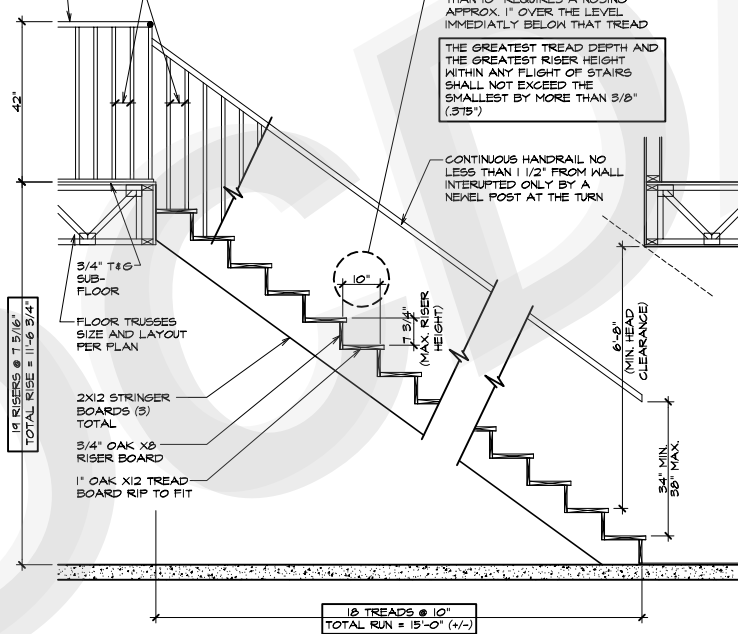 THAN 10" REQUIRES A NOSING
APPROX. 1" OVER THE LEVEL
IMMEDIATLY BELOW THAT TREAD
THE GREATEST TREAD DEPTH AND
THE GREATEST RISER HEIGHT
WITHIN ANY FLIGHT OF STAIRS
SHALL NOT EXCEED THE
SMALLEST BY MORE THAN 3/8"
(.375")
42"
CONTINUOUS HANDRAIL NO
LESS THAN 1 1/2" FROM WALL
INTERUPTED ONLY BY A
NEWEL POST AT THE TURN
3/4" T&G
SUB-
FLOOR
10"
FLOOR TRUSSES
SIZE AND LAYOUT
PER PLAN
7 3/4"
(MAX. RISER
HEIGHT)
6'-8"
(MIN. HEAD
CLEARANCE)
19 RISERS @ 7 5/16"
TOTAL RISE = 11'-6 3/4"
2X12 STRINGER
BOARDS (3)
TOTAL
3/4" OAK X8
RISER BOARD
1" OAK X12 TREAD
BOARD RIP TO FIT
34" MIN.
38" MAX.
18 TREADS @ 10"
TOTAL RUN = 15'-0" (+/-)